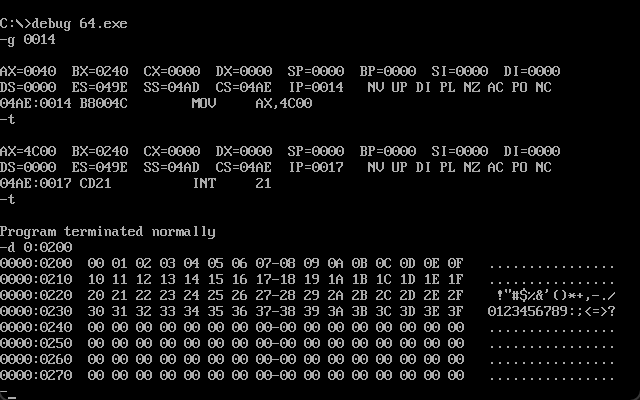 C:\>debug 64.exe
-g 0014
AX=0040  BX=0240  CX=0000  DX=0000  SP=0000  BP=0000  SI=0000  DI=0000
DS=0000  ES=049E  SS=04AD  CS=04AE  IP=0014   NV UP DI PL NZ AC PO NC
04AE:0014 B8004C        MOV     AX,4C00
-t
AX=4C00  BX=0240  CX=0000  DX=0000  SP=0000  BP=0000  SI=0000  DI=0000
DS=0000  ES=049E  SS=04AD  CS=04AE  IP=0017   NV UP DI PL NZ AC PO NC
04AE:0017 CD21          INT     21
-t
Program terminated normally
-d 0:0200
0000:0200  00 01 02 03 04 05 06 07-08 09 0A 0B 0C 0D 0E 0F   ................
0000:0210  10 11 12 13 14 15 16 17-18 19 1A 1B 1C 1D 1E 1F   ................
0000:0220  20 21 22 23 24 25 26 27-28 29 2A 2B 2C 2D 2E 2F    !"#$%&'()*+,-./
0000:0230  30 31 32 33 34 35 36 37-38 39 3A 3B 3C 3D 3E 3F   0123456789:;<=>?
0000:0240  00 00 00 00 00 00 00 00-00 00 00 00 00 00 00 00   ................
0000:0250  00 00 00 00 00 00 00 00-00 00 00 00 00 00 00 00   ................
0000:0260  00 00 00 00 00 00 00 00-00 00 00 00 00 00 00 00   ................
0000:0270  00 00 00 00 00 00 00 00-00 00 00 00 00 00 00 00   ................
-_